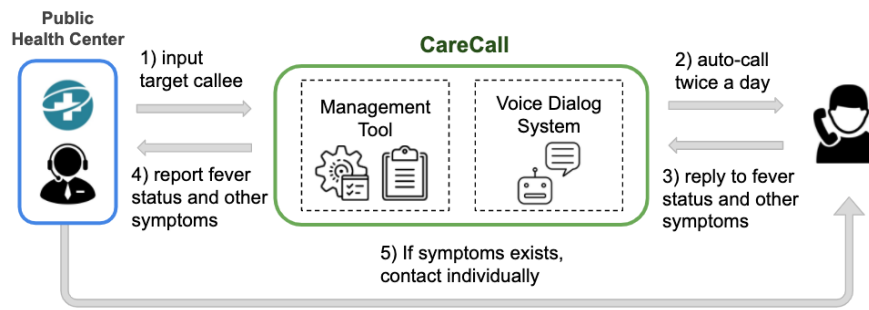 Public
Health Center
1) input
target callee
CareCall
2) auto-call
twice a day
Management
Tool
Voice Dialog
System
4) report fever
status and other
symptoms
3) reply to fever
status and other
symptoms
5) If symptoms exists,
contact individually